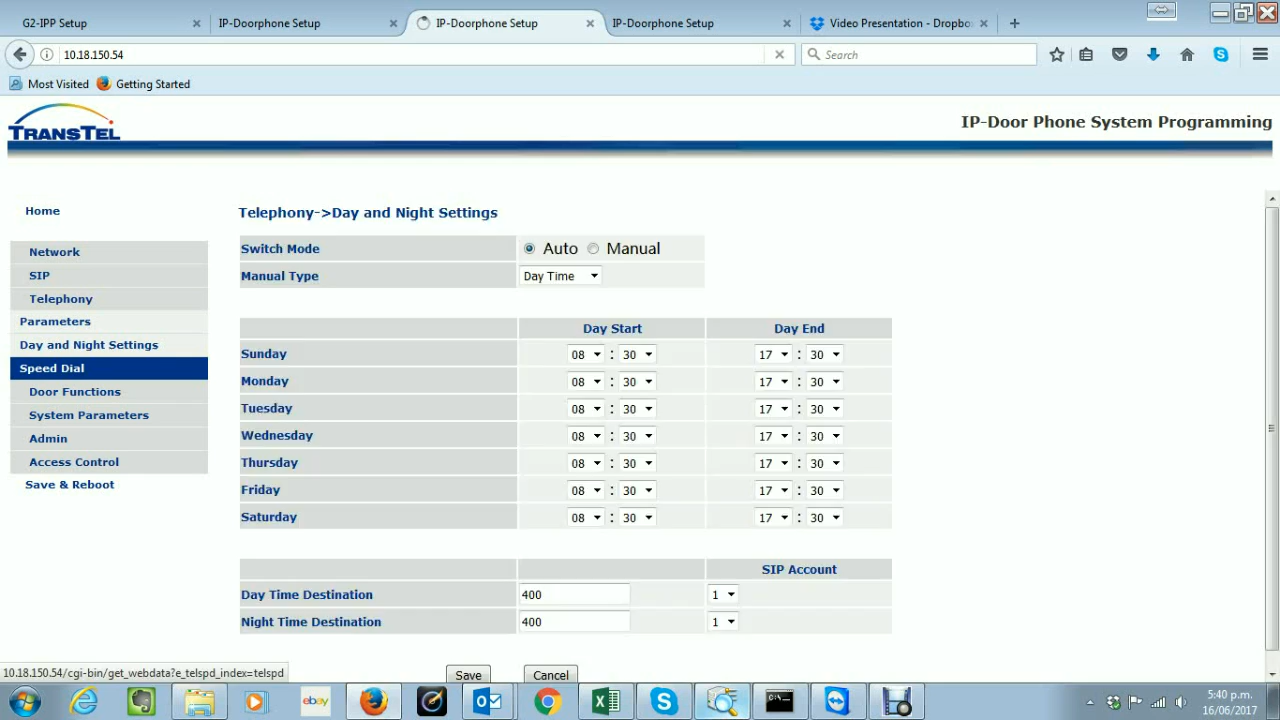 G2-IPP Setup
IP-Doorphone Setup
IP-Doorphone Setup
IP-Doorphone Setup
Video Presentation - Dropbo
10.18.150.54
Search
Most Visited
Getting Started
TRANSTEL
IP-Door Phone System Programming
Home
Network
SIP
Telephony
Parameters
Day and Night Settings
Speed Dial
Door Functions
System Parameters
Admin
Access Control
Save & Reboot
Telephony->Day and Night Settings
Switch Mode Auto Manual
Manual Type Day Time
Day Start Day End
Sunday 08 : 30 17 : 30
Monday 08 : 30 17 : 30
Tuesday 08 : 30 17 : 30
Wednesday 08 : 30 17 : 30
Thursday 08 : 30 17 : 30
Friday 08 : 30 17 : 30
Saturday 08 : 30 17 : 30
SIP Account
Day Time Destination 400 1
Night Time Destination 400 1
Save Cancel
10.18.150.54/cgi-bin/get_webdata?e_telspd_index=telspd
ebay
5:40 p.m.
16/06/2017